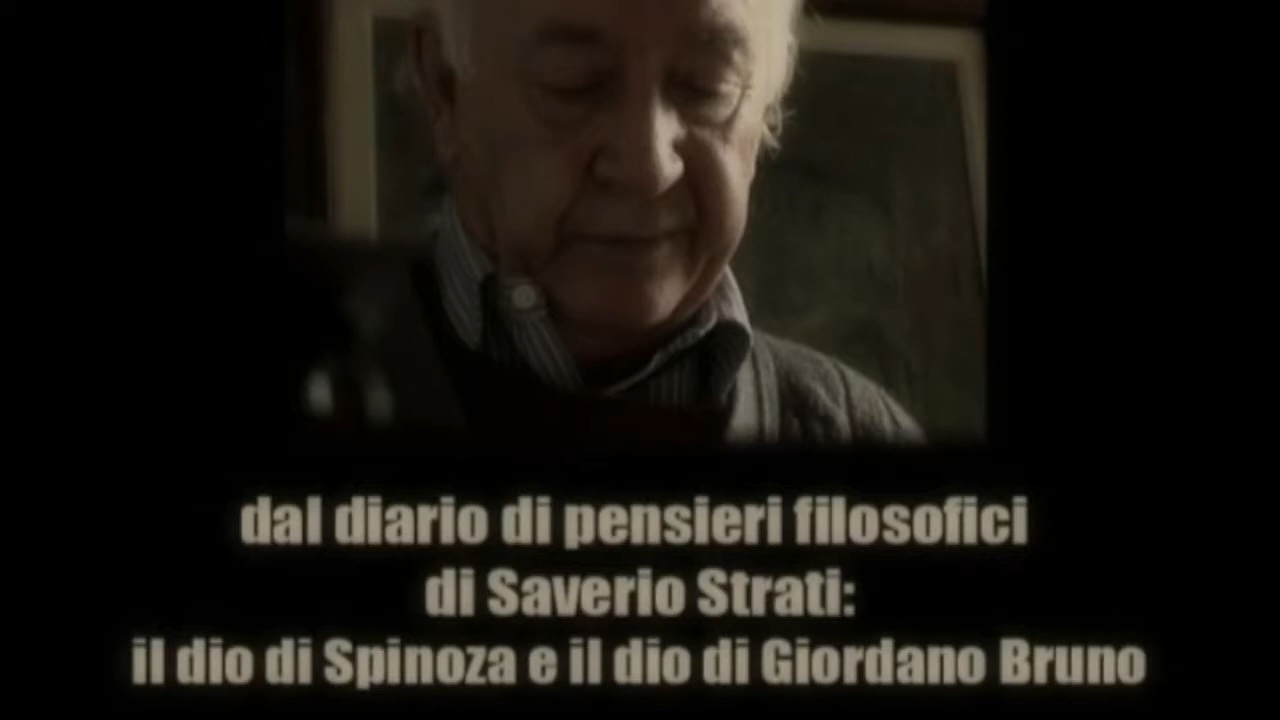 dal diario di pensieri filosofici
di Saverio Strati:
il dio di Spinoza e il dio di Giordano Bruno